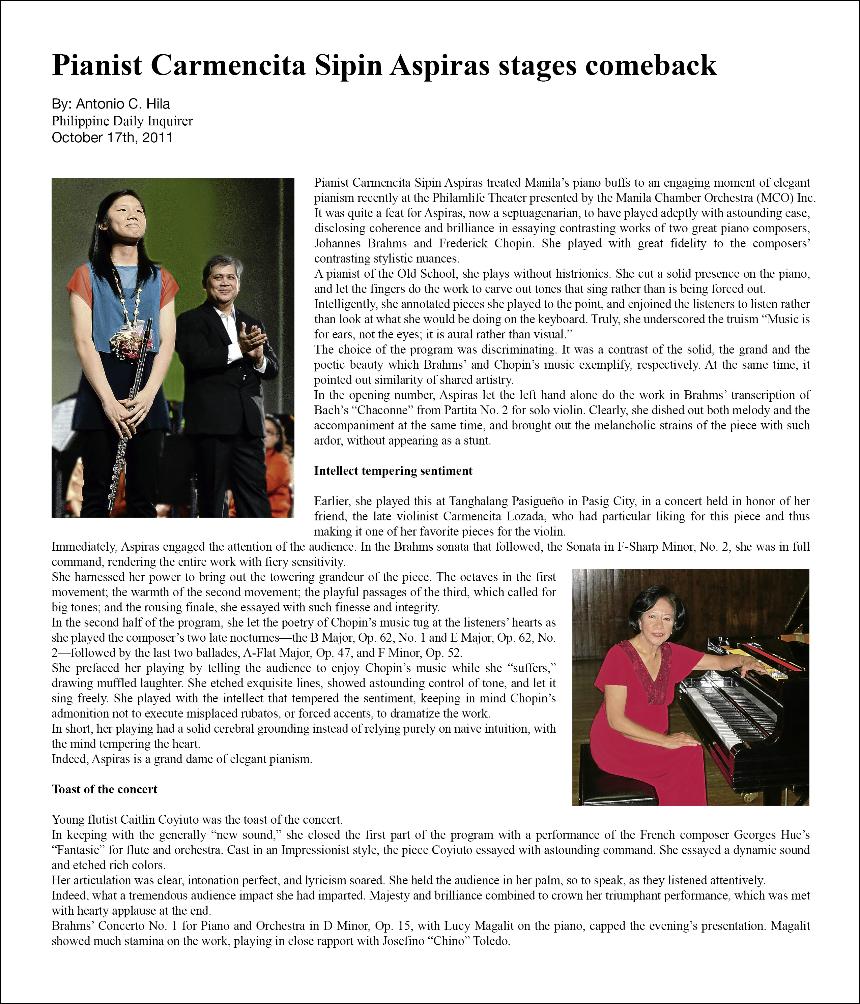 Pianist Carmencita Sipin Aspiras stages comeback
By: Antonio C. Hila
Philippine Daily Inquirer
October 17th, 2011
Pianist Carmencita Sipin Aspiras treated Manila’s piano buffs to an engaging moment of elegant
pianism recently at the Philamlife Theater presented by the Manila Chamber Orchestra (MCO) Inc.
It was quite a feat for Aspiras, now a septuagenarian, to have played adeptly with astounding ease,
disclosing coherence and brilliance in essaying contrasting works of two great piano composers,
Johannes Brahms and Frederick Chopin. She played with great fidelity to the composers’
contrasting stylistic nuances.
A pianist of the Old School, she plays without histrionics. She cut a solid presence on the piano,
and let the fingers do the work to carve out tones that sing rather than is being forced out.
Intelligently, she annotated pieces she played to the point, and enjoined the listeners to listen rather
than look at what she would be doing on the keyboard. Truly, she underscored the truism “Music is
for ears, not the eyes; it is aural rather than visual.”
The choice of the program was discriminating. It was a contrast of the solid, the grand and the
poetic beauty which Brahms’ and Chopin’s music exemplify, respectively. At the same time, it
pointed out similarity of shared artistry.
In the opening number, Aspiras let the left hand alone do the work in Brahms’ transcription of
Bach’s “Chaconne” from Partita No. 2 for solo violin. Clearly, she dished out both melody and the
accompaniment at the same time, and brought out the melancholic strains of the piece with such
ardor, without appearing as a stunt.
Intellect tempering sentiment
Earlier, she played this at Tanghalang Pasigueño in Pasig City, in a concert held in honor of her
friend, the late violinist Carmencita Lozada, who had particular liking for this piece and thus
making it one of her favorite pieces for the violin.
Immediately, Aspiras engaged the attention of the audience. In the Brahms sonata that followed, the Sonata in F-Sharp Minor, No. 2, she was in full
command, rendering the entire work with fiery sensitivity.
She harnessed her power to bring out the towering grandeur of the piece. The octaves in the first
movement; the warmth of the second movement; the playful passages of the third, which called for
big tones; and the rousing finale, she essayed with such finesse and integrity.
In the second half of the program, she let the poetry of Chopin’s music tug at the listeners’ hearts as
she played the composer’s two late nocturnes—the B Major, Op. 62, No. 1 and E Major, Op. 62, No.
2—followed by the last two ballades, A-Flat Major, Op. 47, and F Minor, Op. 52.
She prefaced her playing by telling the audience to enjoy Chopin’s music while she “suffers,”
drawing muffled laughter. She etched exquisite lines, showed astounding control of tone, and let it
sing freely. She played with the intellect that tempered the sentiment, keeping in mind Chopin’s
admonition not to execute misplaced rubatos, or forced accents, to dramatize the work.
In short, her playing had a solid cerebral grounding instead of relying purely on naive intuition, with
the mind tempering the heart.
Indeed, Aspiras is a grand dame of elegant pianism.
Toast of the concert
Young flutist Caitlin Coyiuto was the toast of the concert.
In keeping with the generally “new sound,” she closed the first part of the program with a performance of the French composer Georges Hue’s
“Fantasie” for flute and orchestra. Cast in an Impressionist style, the piece Coyiuto essayed with astounding command. She essayed a dynamic sound
and etched rich colors.
Her articulation was clear, intonation perfect, and lyricism soared. She held the audience in her palm, so to speak, as they listened attentively.
Indeed, what a tremendous audience impact she had imparted. Majesty and brilliance combined to crown her triumphant performance, which was met
with hearty applause at the end.
Brahms’ Concerto No. 1 for Piano and Orchestra in D Minor, Op. 15, with Lucy Magalit on the piano, capped the evening’s presentation. Magalit
showed much stamina on the work, playing in close rapport with Josefino “Chino” Toledo.